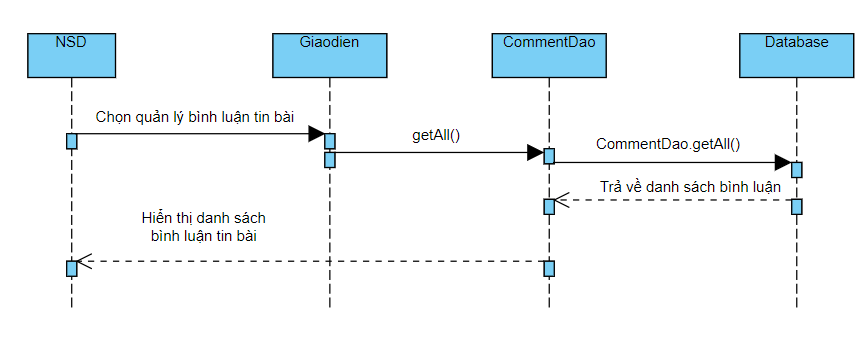 NSD
Giaodien
CommentDao
Database
Chọn quản lý bình luận tin bài
getAll()
CommentDao.getAll()
Trả về danh sách bình luận
Hiển thị danh sách
bình luận tin bài